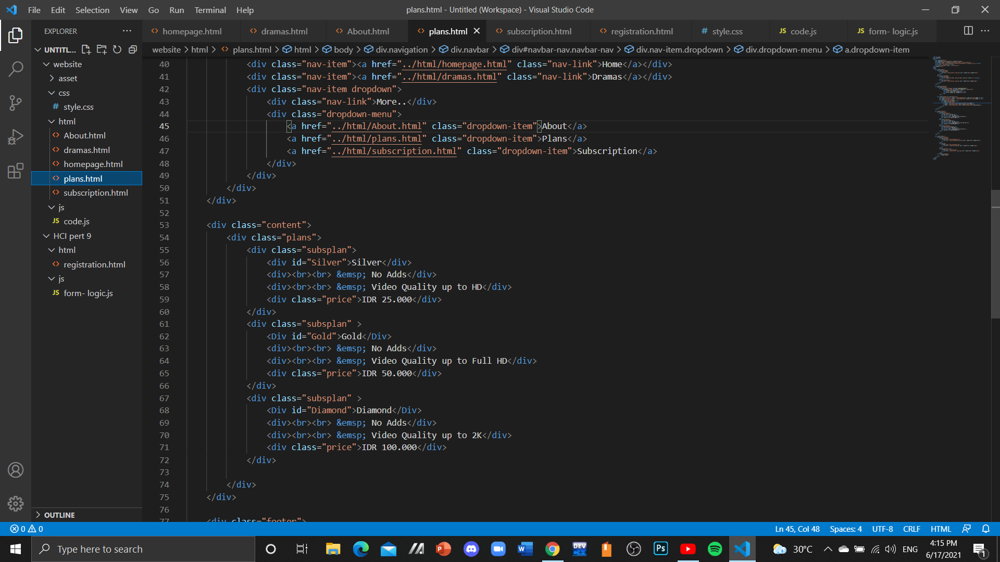 File Edit Selection View Go Run Terminal Help
plans.html - Untitled (Workspace) - Visual Studio Code
EXPLORER
homepage.html dramas.html About.html plans.html subscription.html registration.html style.css code.js form- logic.js
UNTITL...
website > html > plans.html > html > body > div.navigation > div.navbar > div#navbar-nav.navbar-nav > div.nav-item.dropdown > div.dropdown-menu > a.dropdown-item
website
asset
css
style.css
html
About.html
dramas.html
homepage.html
plans.html
subscription.html
js
code.js
HCI pert 9
html
registration.html
js
form- logic.js
OUTLINE
40 <div class="nav-item"><a href="../html/homepage.html" class="nav-link">Home</a></div>
41 <div class="nav-item"><a href="../html/dramas.html" class="nav-link">Dramas</a></div>
42 <div class="nav-item dropdown">
43 <div class="nav-link">More..</div>
44 <div class="dropdown-menu">
45 <a href="../html/About.html" class="dropdown-item">About</a>
46 <a href="../html/plans.html" class="dropdown-item">Plans</a>
47 <a href="../html/subscription.html" class="dropdown-item">Subscription</a>
48 </div>
49 </div>
50 </div>
51 </div>
52
53 <div class="content">
54 <div class="plans">
55 <div class="subsplan">
56 <div id="Silver">Silver</div>
57 <div><br><br> &emsp; No Adds</div>
58 <div><br><br> &emsp; Video Quality up to HD</div>
59 <div class="price">IDR 25.000</div>
60 </div>
61 <div class="subsplan" >
62 <Div id="Gold">Gold</Div>
63 <div><br><br> &emsp; No Adds</div>
64 <div><br><br> &emsp; Video Quality up to Full HD</div>
65 <div class="price">IDR 50.000</div>
66 </div>
67 <div class="subsplan" >
68 <Div id="Diamond">Diamond</Div>
69 <div><br><br> &emsp; No Adds</div>
70 <div><br><br> &emsp; Video Quality up to 2K</div>
71 <div class="price">IDR 100.000</div>
72 </div>
73
74 </div>
75 </div>
76
77 <div class="footer">
0 0
Ln 45, Col 48 Spaces: 4 UTF-8 CRLF HTML
Type here to search
30°C ENG
4:15 PM
6/17/2021
1